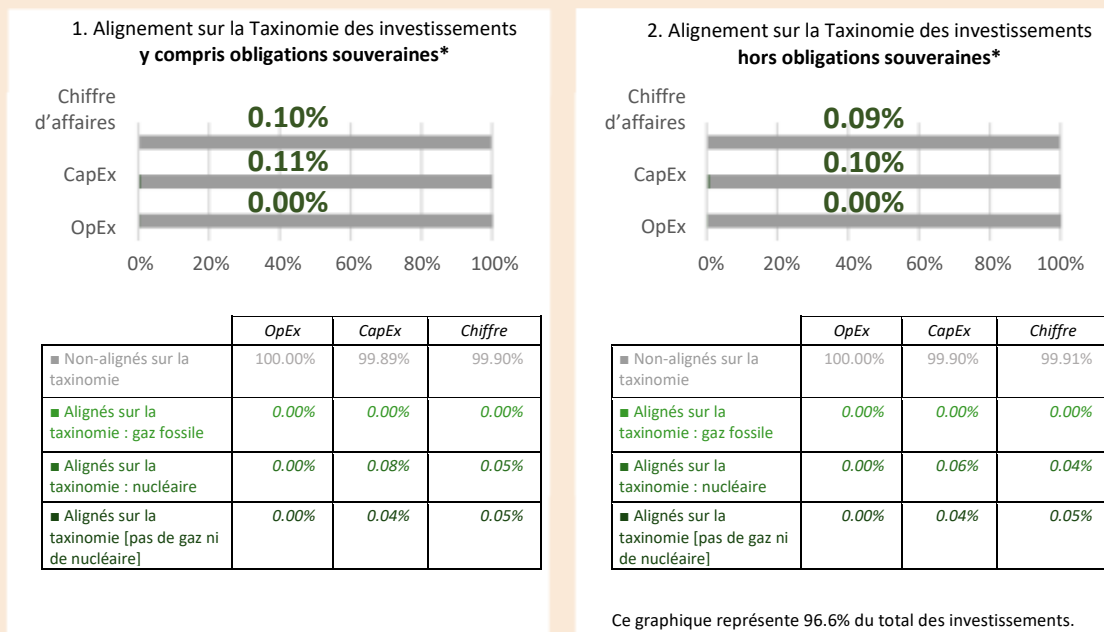 1. Alignement sur la Taxinomie des investissements
y compris obligations souveraines*
Chiffre
d’affaires
0.10%
CapEx
0.11%
OpEx
0.00%
0% 20% 40% 60% 80% 100%
OpEx CapEx Chiffre
■ Non-alignés sur la
taxinomie
100.00% 99.89% 99.90%
■ Alignés sur la
taxinomie : gaz fossile
0.00% 0.00% 0.00%
■ Alignés sur la
taxinomie : nucléaire
0.00% 0.08% 0.05%
■ Alignés sur la
taxinomie [pas de gaz ni
de nucléaire]
0.00% 0.04% 0.05%
2. Alignement sur la Taxinomie des investissements
hors obligations souveraines*
Chiffre
d’affaires
0.09%
CapEx
0.10%
OpEx
0.00%
0% 20% 40% 60% 80% 100%
OpEx CapEx Chiffre
■ Non-alignés sur la
taxinomie
100.00% 99.90% 99.91%
■ Alignés sur la
taxinomie : gaz fossile
0.00% 0.00% 0.00%
■ Alignés sur la
taxinomie : nucléaire
0.00% 0.06% 0.04%
■ Alignés sur la
taxinomie [pas de gaz ni
de nucléaire]
0.00% 0.04% 0.05%
Ce graphique représente 96.6% du total des investissements.